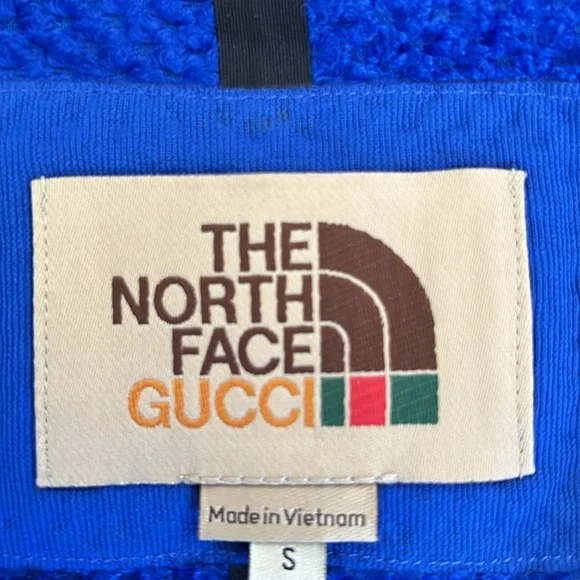 THE
NORTH
FACE
GUCCI
Made in Vietnam
S